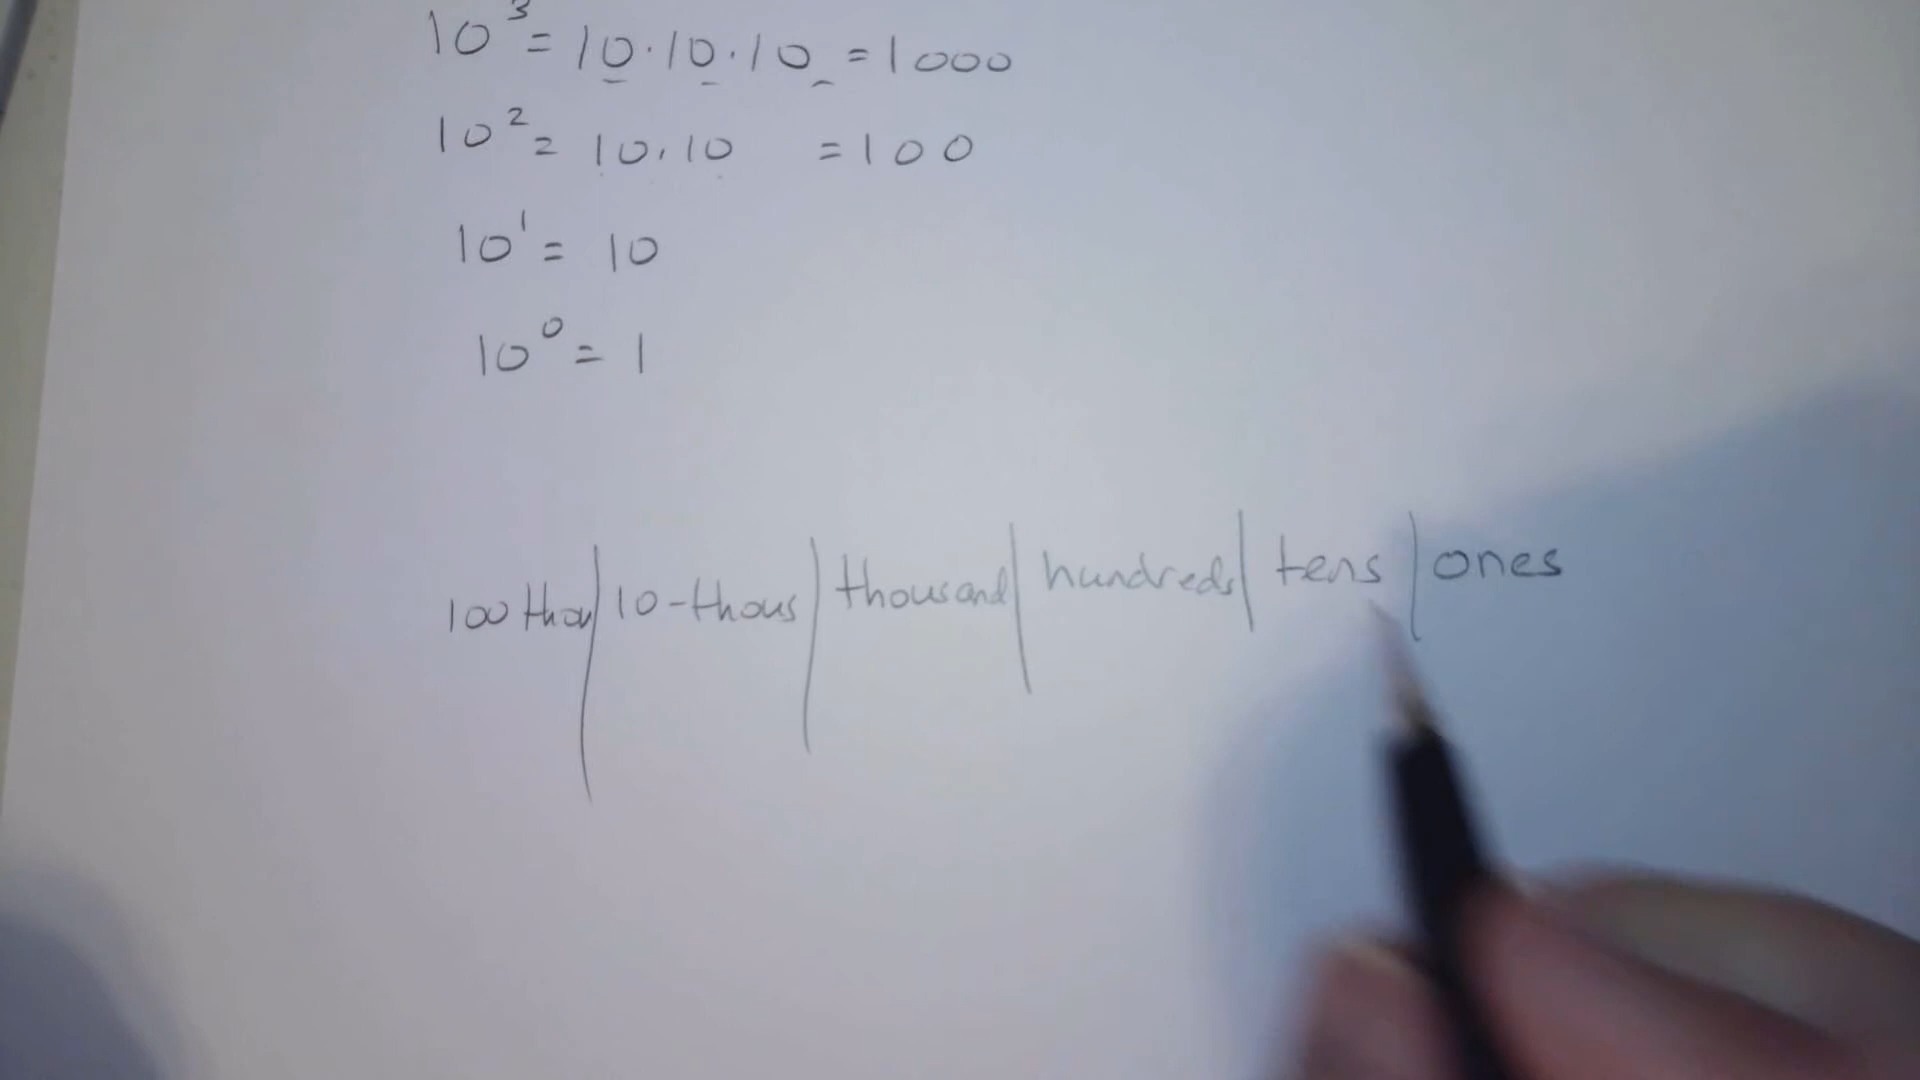 10³ = 10·10·10 = 1000
10² = 10·10 = 100
10¹ = 10
10⁰ = 1
100 thou | 10-thous | thousand | hundreds | tens | ones